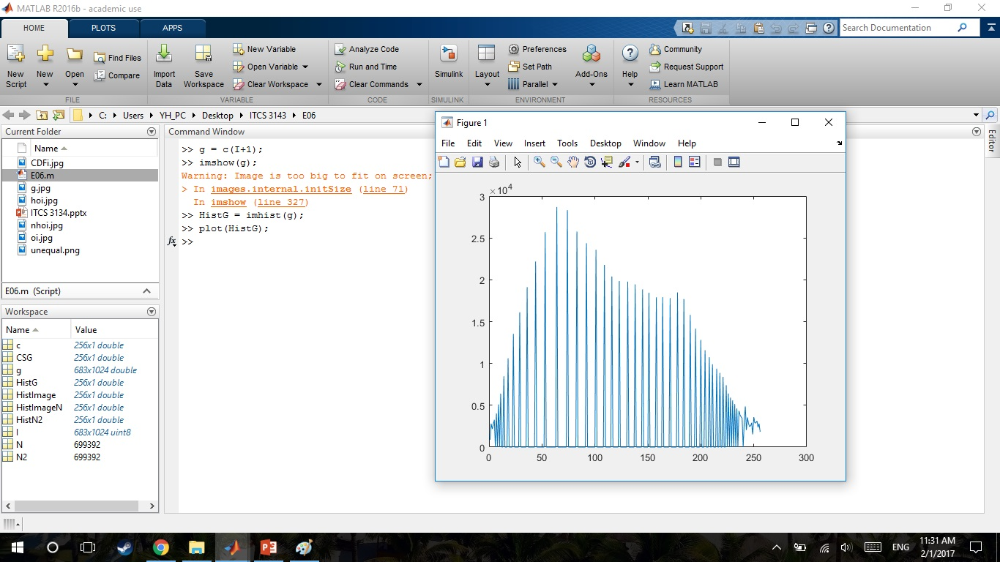 MATLAB R2016b - academic use
HOME PLOTS APPS
Search Documentation
New Script
New
Open
Find Files
Compare
Import Data
Save Workspace
New Variable
Open Variable
Clear Workspace
Analyze Code
Run and Time
Clear Commands
Simulink
Layout
Preferences
Set Path
Parallel
Add-Ons
Help
Community
Request Support
Learn MATLAB
FILE VARIABLE CODE SIMULINK ENVIRONMENT RESOURCES
C: Users YH_PC Desktop ITCS 3143 E06
Current Folder
Name
CDFi.jpg
E06.m
g.jpg
hoi.jpg
ITCS 3134.pptx
nhoi.jpg
oi.jpg
unequal.png
E06.m (Script)
Workspace
Name Value
c 256x1 double
CSG 256x1 double
g 683x1024 double
HistG 256x1 double
HistImage 256x1 double
HistImageN 256x1 double
HistN2 256x1 double
I 683x1024 uint8
N 699392
N2 699392
Command Window
>> g = c(I+1);
>> imshow(g);
Warning: Image is too big to fit on screen;
> In images.internal.initSize (line 71)
In imshow (line 327)
>> HistG = imhist(g);
>> plot(HistG);
fx >>
Editor
Figure 1
File Edit View Insert Tools Desktop Window Help
×10^4
3
2.5
2
1.5
1
0.5
0
0 50 100 150 200 250 300
ENG
11:31 AM
2/1/2017